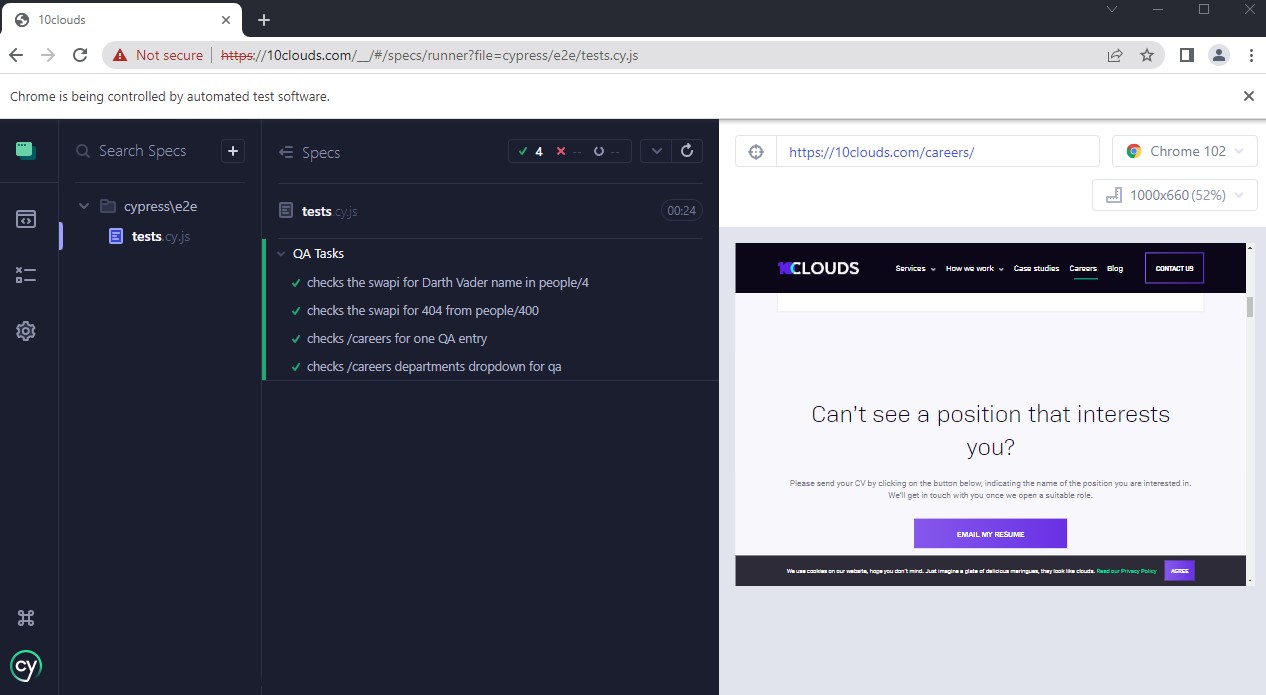 10clouds
Not secure https://10clouds.com/__/#/specs/runner?file=cypress/e2e/tests.cy.js
Chrome is being controlled by automated test software.
Search Specs
cypress\e2e
tests.cy.js
Specs
4 -- --
tests.cy.js 00:24
QA Tasks
checks the swapi for Darth Vader name in people/4
checks the swapi for 404 from people/400
checks /careers for one QA entry
checks /careers departments dropdown for qa
cy
https://10clouds.com/careers/ Chrome 102
1000x660 (52%)
10CLOUDS Services How we work Case studies Careers Blog CONTACT US
Can't see a position that interests
you?
Please send your CV by clicking on the button below, indicating the name of the position you are interested in.
We'll get in touch with you once we open a suitable role.
EMAIL MY RESUME
We use cookies on our website, hope you don't mind. Just imagine a plate of delicious meringues, they look like clouds. Read our Privacy Policy AGREE